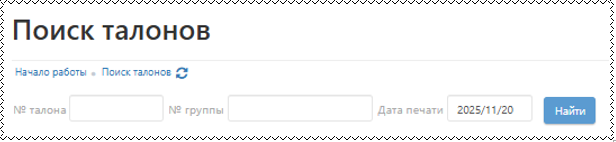 Поиск талонов
Начало работы Поиск талонов
№ талона № группы Дата печати 2025/11/20 Найти